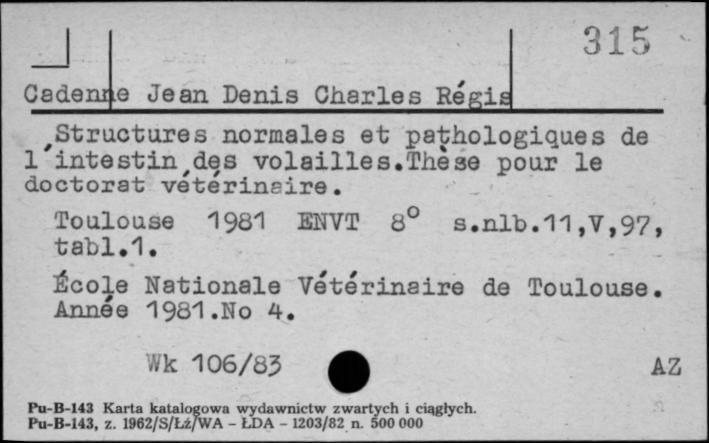 315
Cadenne Jean Denis Charles Régis
Structures normales et pathologiques de
l'intestin des volailles.Thèse pour le
doctorat vétérinaire.
Toulouse 1981 ENVT 8° s.nlb.11,V,97,
tabl.1.
École Nationale Vétérinaire de Toulouse.
Année 1981.No 4.
Wk 106/83 AZ
Pu-B-143 Karta katalogowa wydawnictw zwartych i ciągłych.
Pu-B-143, z. 1962/S/Łź/WA - ŁDA - 1203/82 n. 500 000